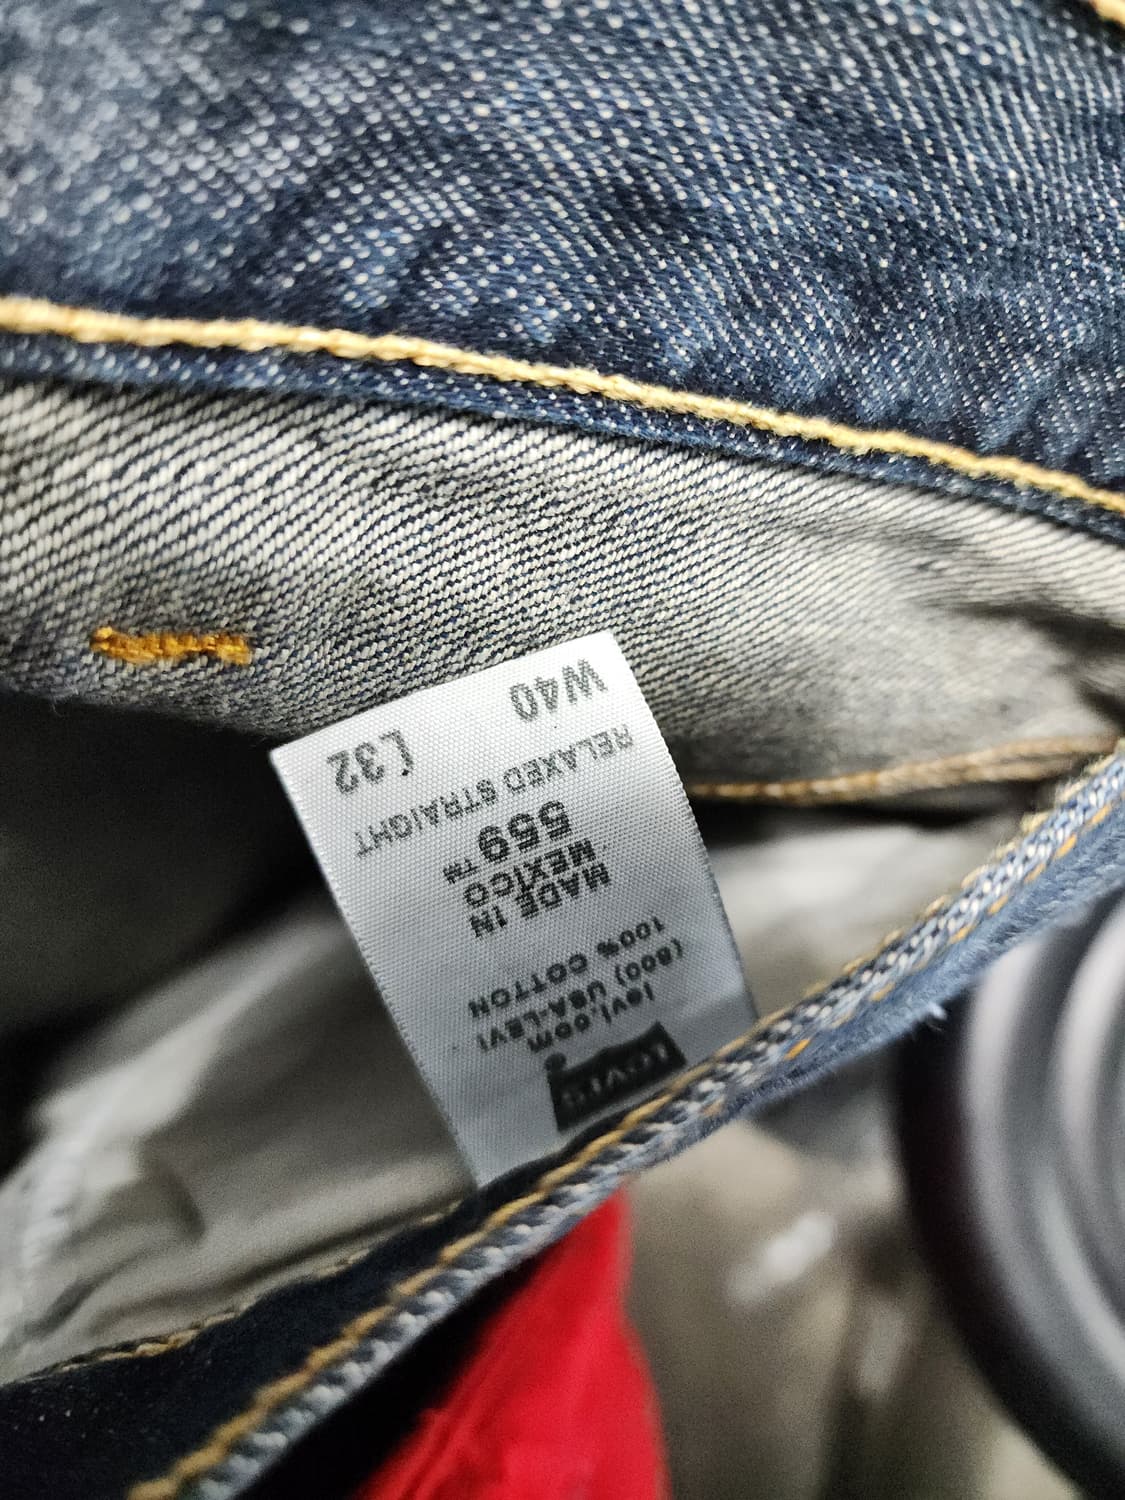 Levi's
levi.com
(800) USA-LEVI
100% COTTON
MADE IN
MEXICO
559™
RELAXED STRAIGHT
W40 L32